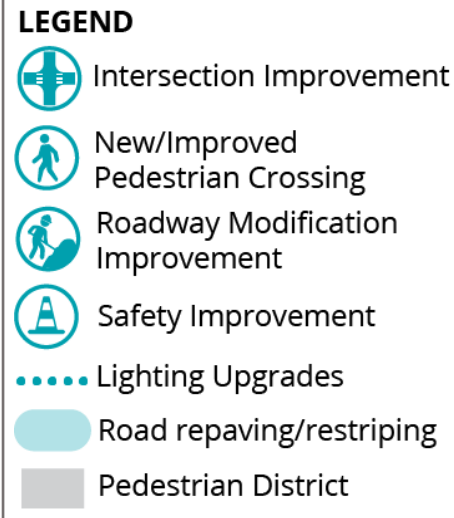 LEGEND
Intersection Improvement
New/Improved
Pedestrian Crossing
Roadway Modification
Improvement
Safety Improvement
Lighting Upgrades
Road repaving/restriping
Pedestrian District